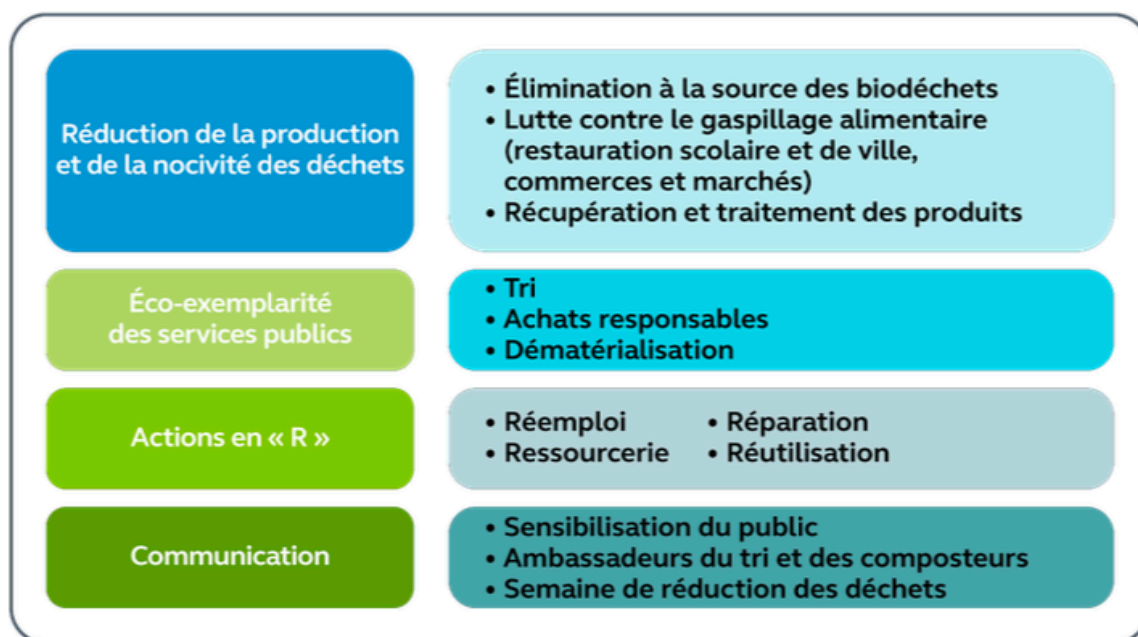 Réduction de la production
et de la nocivité des déchets
• Élimination à la source des biodéchets
• Lutte contre le gaspillage alimentaire
(restauration scolaire et de ville,
commerces et marchés)
• Récupération et traitement des produits
Éco-exemplarité
des services publics
• Tri
• Achats responsables
• Dématérialisation
Actions en « R »
• Réemploi • Réparation
• Ressourcerie • Réutilisation
Communication
• Sensibilisation du public
• Ambassadeurs du tri et des composteurs
• Semaine de réduction des déchets